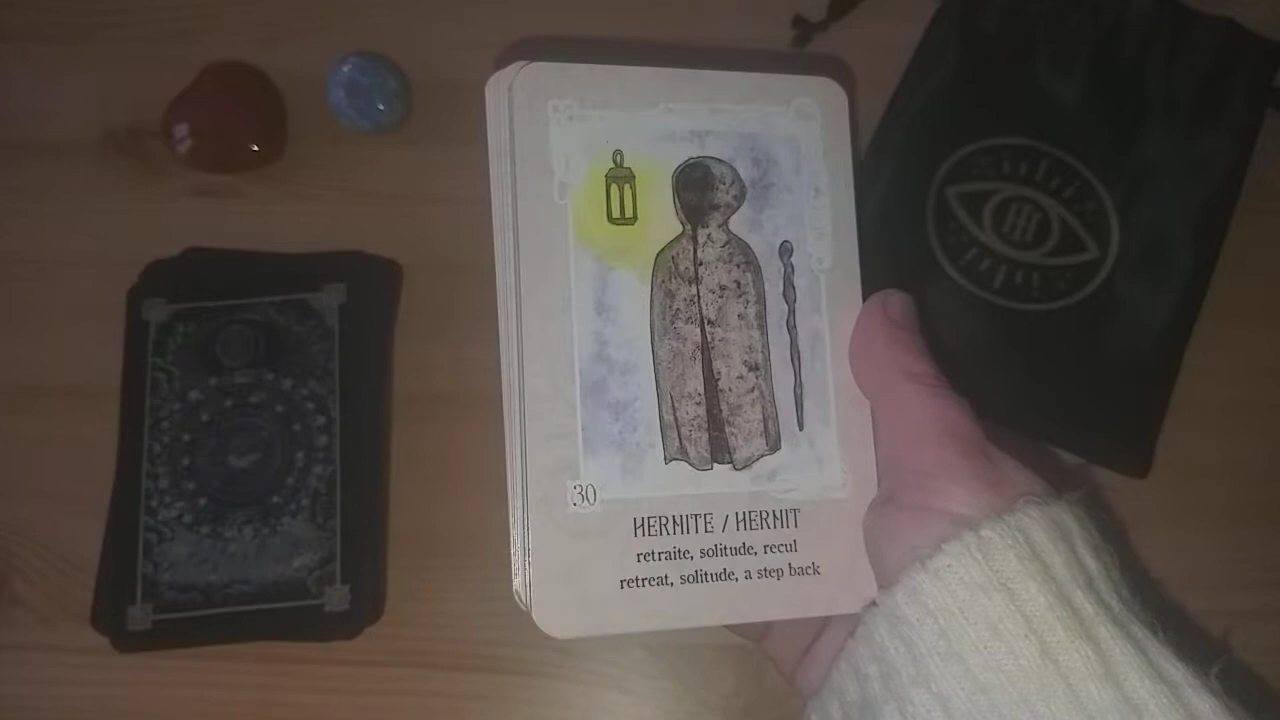 30
HERMITE / HERMIT
retraite, solitude, recul
retreat, solitude, a step back